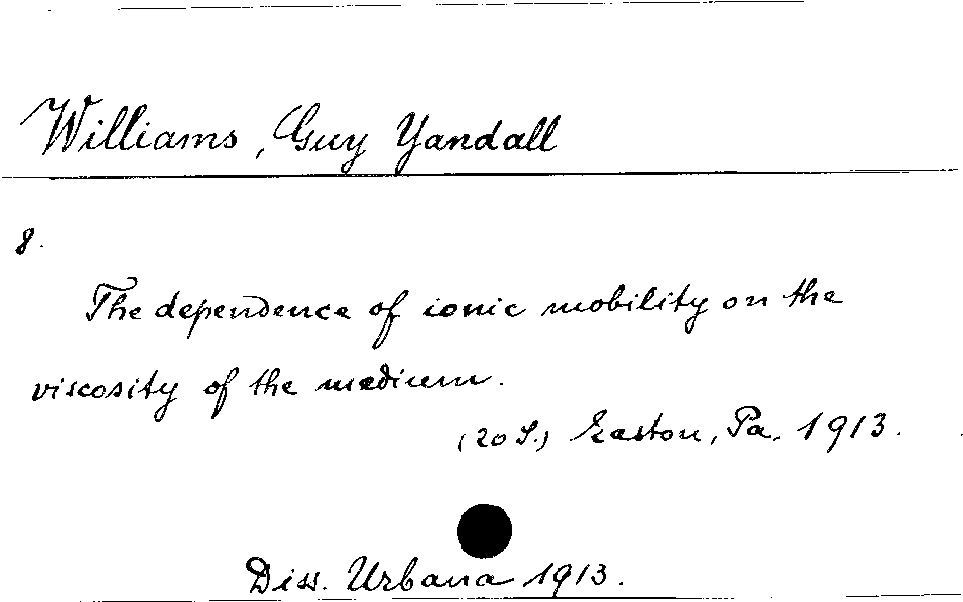 Williams, Guy Yandall
8.
The dependence of ionic mobility on the
viscosity of the medium.
(20 S.) Easton, Pa. 1913.
Diss. Urbana 1913.